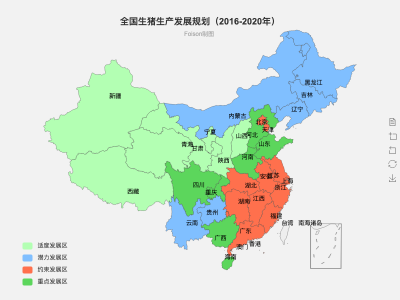 全国生猪生产发展规划（2016-2020年）
Foison制图
黑龙江
吉林
辽宁
新疆
内蒙古
北京
天津
宁夏
山西
河北
青海
甘肃
山东
陕西
河南
西藏
四川
重庆
湖北
安徽
江苏
上海
浙江
湖南
江西
贵州
云南
福建
台湾
南海诸岛
广西
广东
香港
澳门
海南
适度发展区
潜力发展区
约束发展区
重点发展区